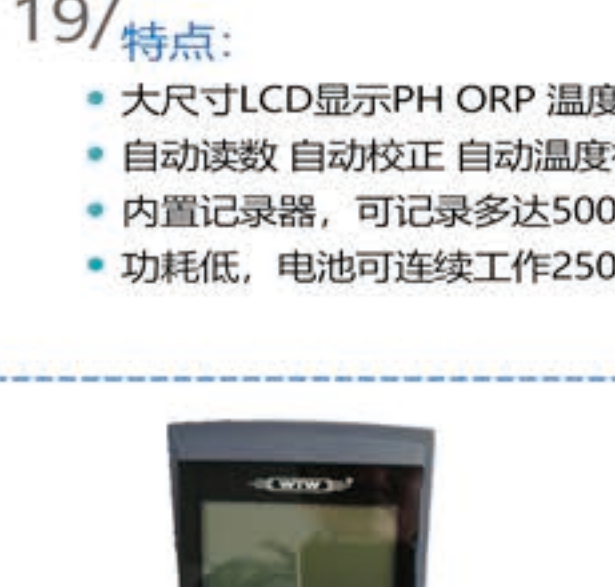 19/
特点：
大尺寸LCD显示PH ORP 温度
自动读数 自动校正 自动温度
内置记录器，可记录多达500
功耗低，电池可连续工作250
WTW